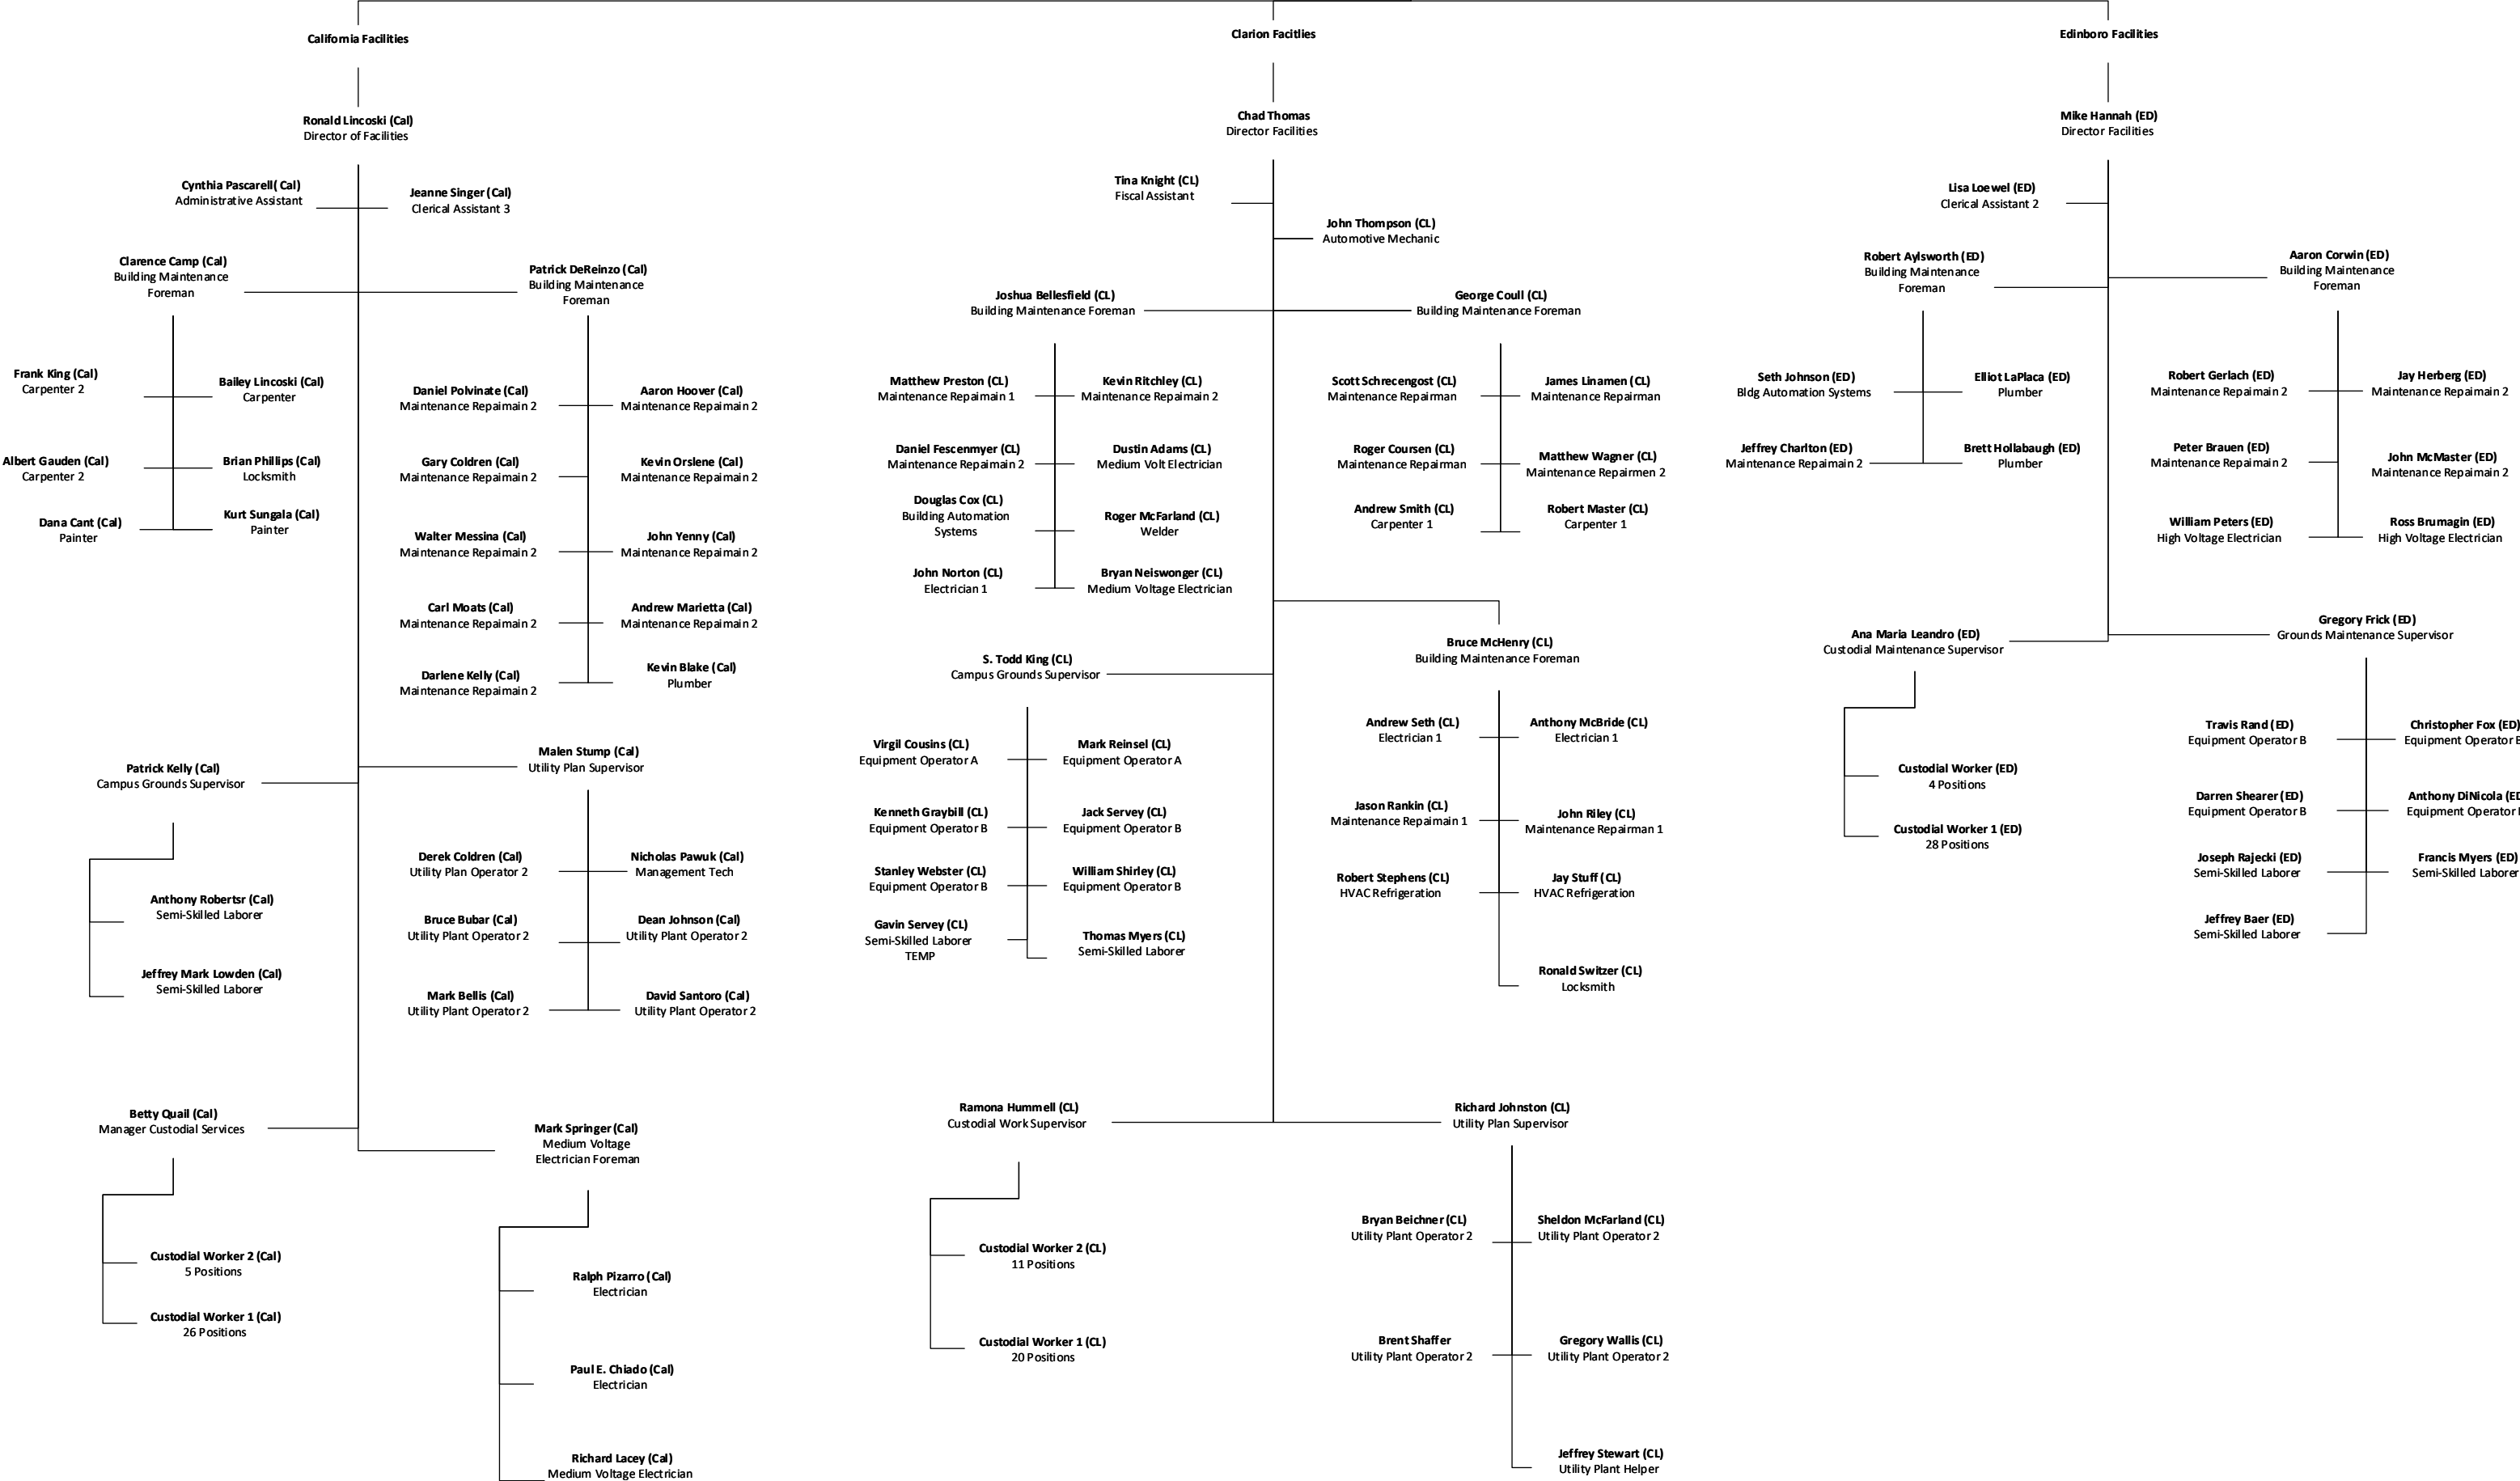 California Facilities
Ronald Lincoski (Cal)
Director of Facilities
Cynthia Pascarell( Cal)
Administrative Assistant
Jeanne Singer (Cal)
Clerical Assistant 3
Clarence Camp (Cal)
Building Maintenance
Foreman
Patrick DeReinzo (Cal)
Building Maintenance
Foreman
Frank King (Cal)
Carpenter 2
Bailey Lincoski (Cal)
Carpenter
Albert Gauden (Cal)
Carpenter 2
Brian Phillips (Cal)
Locksmith
Dana Cant (Cal)
Painter
Kurt Sungala (Cal)
Painter
Daniel Polvinate (Cal)
Maintenance Repaimain 2
Aaron Hoover (Cal)
Maintenance Repaimain 2
Gary Coldren (Cal)
Maintenance Repaimain 2
Kevin Orslene (Cal)
Maintenance Repaimain 2
Walter Messina (Cal)
Maintenance Repaimain 2
John Yenny (Cal)
Maintenance Repaimain 2
Carl Moats (Cal)
Maintenance Repaimain 2
Andrew Marietta (Cal)
Maintenance Repaimain 2
Darlene Kelly (Cal)
Maintenance Repaimain 2
Kevin Blake (Cal)
Plumber
Patrick Kelly (Cal)
Campus Grounds Supervisor
Malen Stump (Cal)
Utility Plan Supervisor
Anthony Robertsr (Cal)
Semi-Skilled Laborer
Jeffrey Mark Lowden (Cal)
Semi-Skilled Laborer
Derek Coldren (Cal)
Utility Plan Operator 2
Nicholas Pawuk (Cal)
Management Tech
Bruce Bubar (Cal)
Utility Plant Operator 2
Dean Johnson (Cal)
Utility Plant Operator 2
Mark Bellis (Cal)
Utility Plant Operator 2
David Santoro (Cal)
Utility Plant Operator 2
Betty Quail (Cal)
Manager Custodial Services
Mark Springer (Cal)
Medium Voltage
Electrician Foreman
Custodial Worker 2 (Cal)
5 Positions
Custodial Worker 1 (Cal)
26 Positions
Ralph Pizarro (Cal)
Electrician
Paul E. Chiado (Cal)
Electrician
Richard Lacey (Cal)
Medium Voltage Electrician
Clarion Facitlies
Chad Thomas
Director Facilities
Tina Knight (CL)
Fiscal Assistant
John Thompson (CL)
Automotive Mechanic
Joshua Bellesfield (CL)
Building Maintenance Foreman
George Coull (CL)
Building Maintenance Foreman
Matthew Preston (CL)
Maintenance Repaimain 1
Kevin Ritchley (CL)
Maintenance Repaimain 2
Daniel Fescenmyer (CL)
Maintenance Repaimain 2
Dustin Adams (CL)
Medium Volt Electrician
Douglas Cox (CL)
Building Automation
Systems
Roger McFarland (CL)
Welder
John Norton (CL)
Electrician 1
Bryan Neiswonger (CL)
Medium Voltage Electrician
Scott Schrecengost (CL)
Maintenance Repairman
James Linamen (CL)
Maintenance Repairman
Roger Coursen (CL)
Maintenance Repairman
Matthew Wagner (CL)
Maintenance Repairmen 2
Andrew Smith (CL)
Carpenter 1
Robert Master (CL)
Carpenter 1
S. Todd King (CL)
Campus Grounds Supervisor
Bruce McHenry (CL)
Building Maintenance Foreman
Virgil Cousins (CL)
Equipment Operator A
Mark Reinsel (CL)
Equipment Operator A
Kenneth Graybill (CL)
Equipment Operator B
Jack Servey (CL)
Equipment Operator B
Stanley Webster (CL)
Equipment Operator B
William Shirley (CL)
Equipment Operator B
Gavin Servey (CL)
Semi-Skilled Laborer
TEMP
Thomas Myers (CL)
Semi-Skilled Laborer
Andrew Seth (CL)
Electrician 1
Anthony McBride (CL)
Electrician 1
Jason Rankin (CL)
Maintenance Repaimain 1
John Riley (CL)
Maintenance Repairman 1
Robert Stephens (CL)
HVAC Refrigeration
Jay Stuff (CL)
HVAC Refrigeration
Ronald Switzer (CL)
Locksmith
Ramona Hummell (CL)
Custodial Work Supervisor
Richard Johnston (CL)
Utility Plan Supervisor
Custodial Worker 2 (CL)
11 Positions
Custodial Worker 1 (CL)
20 Positions
Bryan Beichner (CL)
Utility Plant Operator 2
Sheldon McFarland (CL)
Utility Plant Operator 2
Brent Shaffer
Utility Plant Operator 2
Gregory Wallis (CL)
Utility Plant Operator 2
Jeffrey Stewart (CL)
Utility Plant Helper
Edinboro Facilities
Mike Hannah (ED)
Director Facilities
Lisa Loewel (ED)
Clerical Assistant 2
Robert Aylsworth (ED)
Building Maintenance
Foreman
Aaron Corwin (ED)
Building Maintenance
Foreman
Seth Johnson (ED)
Bldg Automation Systems
Elliot LaPlaca (ED)
Plumber
Jeffrey Charlton (ED)
Maintenance Repaimain 2
Brett Hollabaugh (ED)
Plumber
Robert Gerlach (ED)
Maintenance Repaimain 2
Jay Herberg (ED)
Maintenance Repaimain 2
Peter Brauen (ED)
Maintenance Repaimain 2
John McMaster (ED)
Maintenance Repaimain 2
William Peters (ED)
High Voltage Electrician
Ross Brumagin (ED)
High Voltage Electrician
Ana Maria Leandro (ED)
Custodial Maintenance Supervisor
Gregory Frick (ED)
Grounds Maintenance Supervisor
Custodial Worker (ED)
4 Positions
Custodial Worker 1 (ED)
28 Positions
Travis Rand (ED)
Equipment Operator B
Christopher Fox (ED)
Equipment Operator B
Darren Shearer (ED)
Equipment Operator B
Anthony DiNicola (ED
Equipment Operator
Joseph Rajecki (ED)
Semi-Skilled Laborer
Francis Myers (ED)
Semi-Skilled Laborer
Jeffrey Baer (ED)
Semi-Skilled Laborer